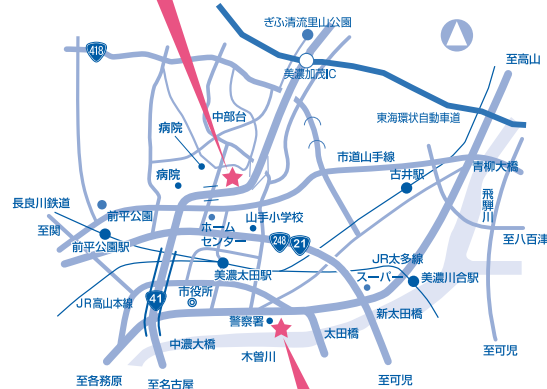 ぎふ清流里山公園
418
至高山
美濃加茂IC
中部台
東海環状自動車道
病院
市道山手線
青柳大橋
病院
古井駅
飛騨川
長良川鉄道
前平公園
山手小学校
至関
ホーム
センター
248
21
至八百津
前平公園駅
JR太多線
美濃太田駅
スーパー
美濃川合駅
JR高山本線
41
市役所
新太田橋
警察署
太田橋
中濃大橋
木曽川
至可児
至各務原
至名古屋
至可児